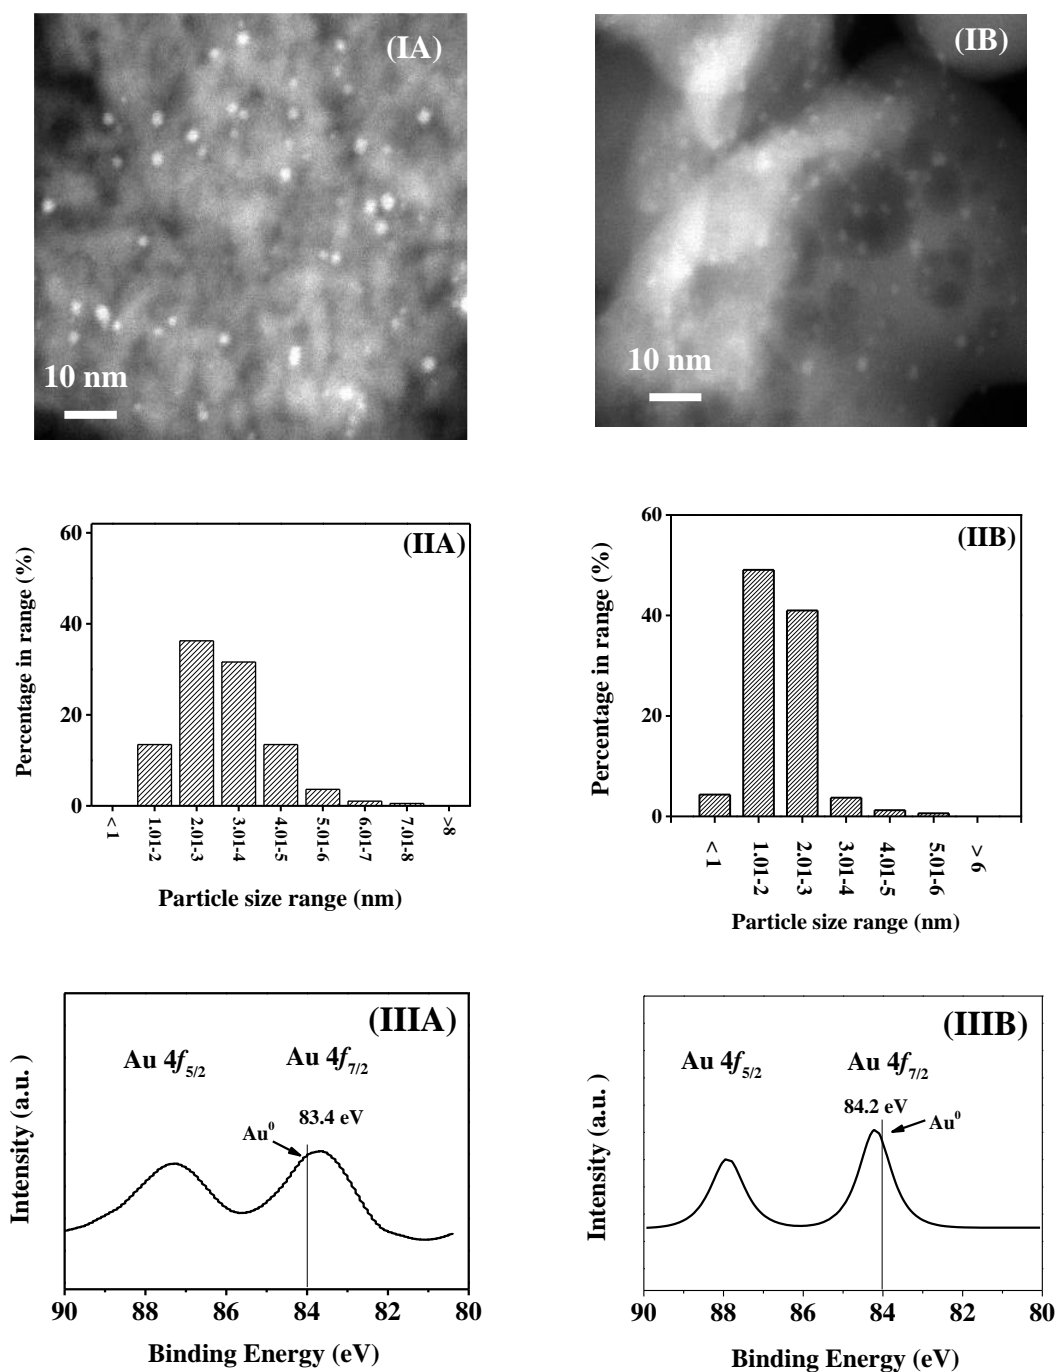 (IA)
10 nm
(IB)
10 nm
(IIA)
Percentage in range (%)
60
40
20
0
< 1
1.01-2
2.01-3
3.01-4
4.01-5
5.01-6
6.01-7
7.01-8
>8
Particle size range (nm)
(IIB)
Percentage in range (%)
60
40
20
0
< 1
1.01-2
2.01-3
3.01-4
4.01-5
5.01-6
> 6
Particle size range (nm)
(IIIA)
Au 4f5/2
Au 4f7/2
83.4 eV
Au0
Intensity (a.u. )
90
88
86
84
82
80
Binding Energy (eV)
(IIIB)
Au 4f5/2
Au 4f7/2
84.2 eV
Au0
Intensity (a.u.)
90
88
86
84
82
80
Binding Energy (eV)